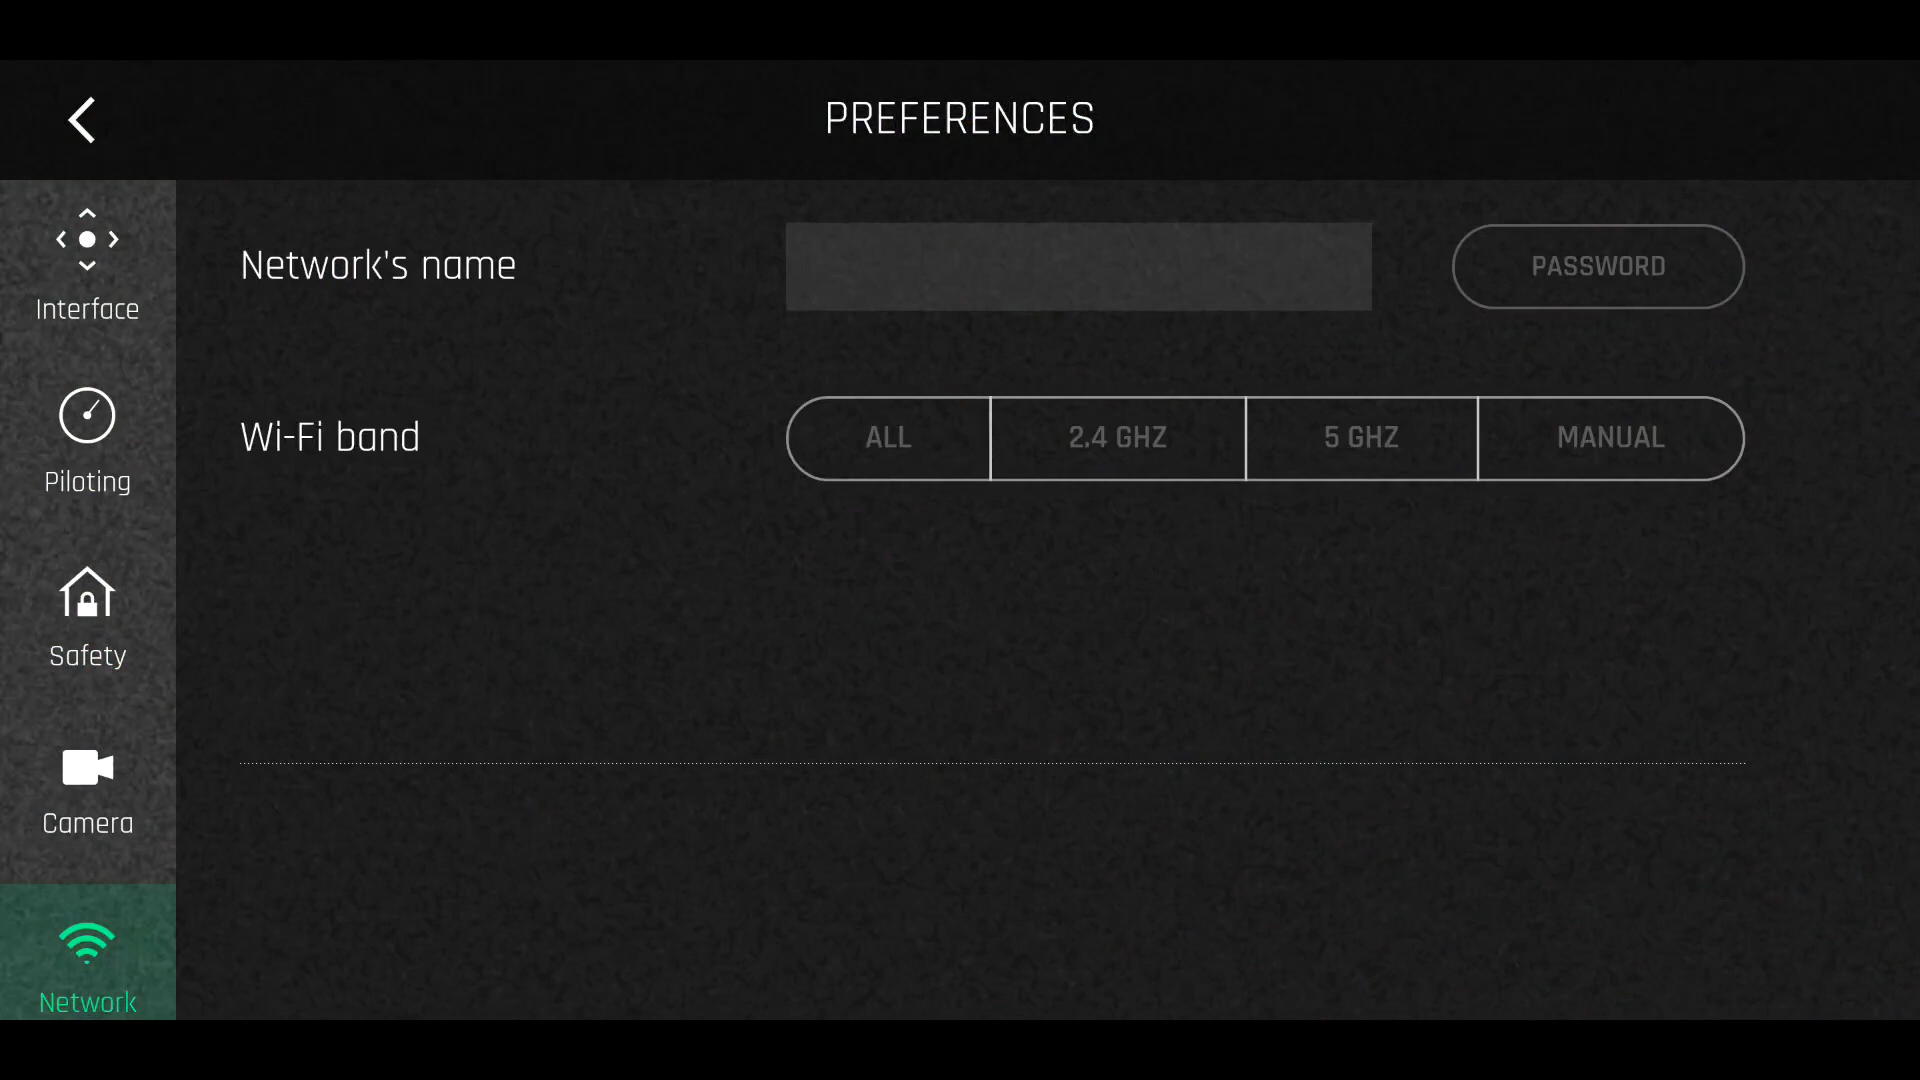 PREFERENCES
Interface
Piloting
Safety
Camera
Network
Network's name
PASSWORD
Wi-Fi band
ALL
2.4 GHZ
5 GHZ
MANUAL